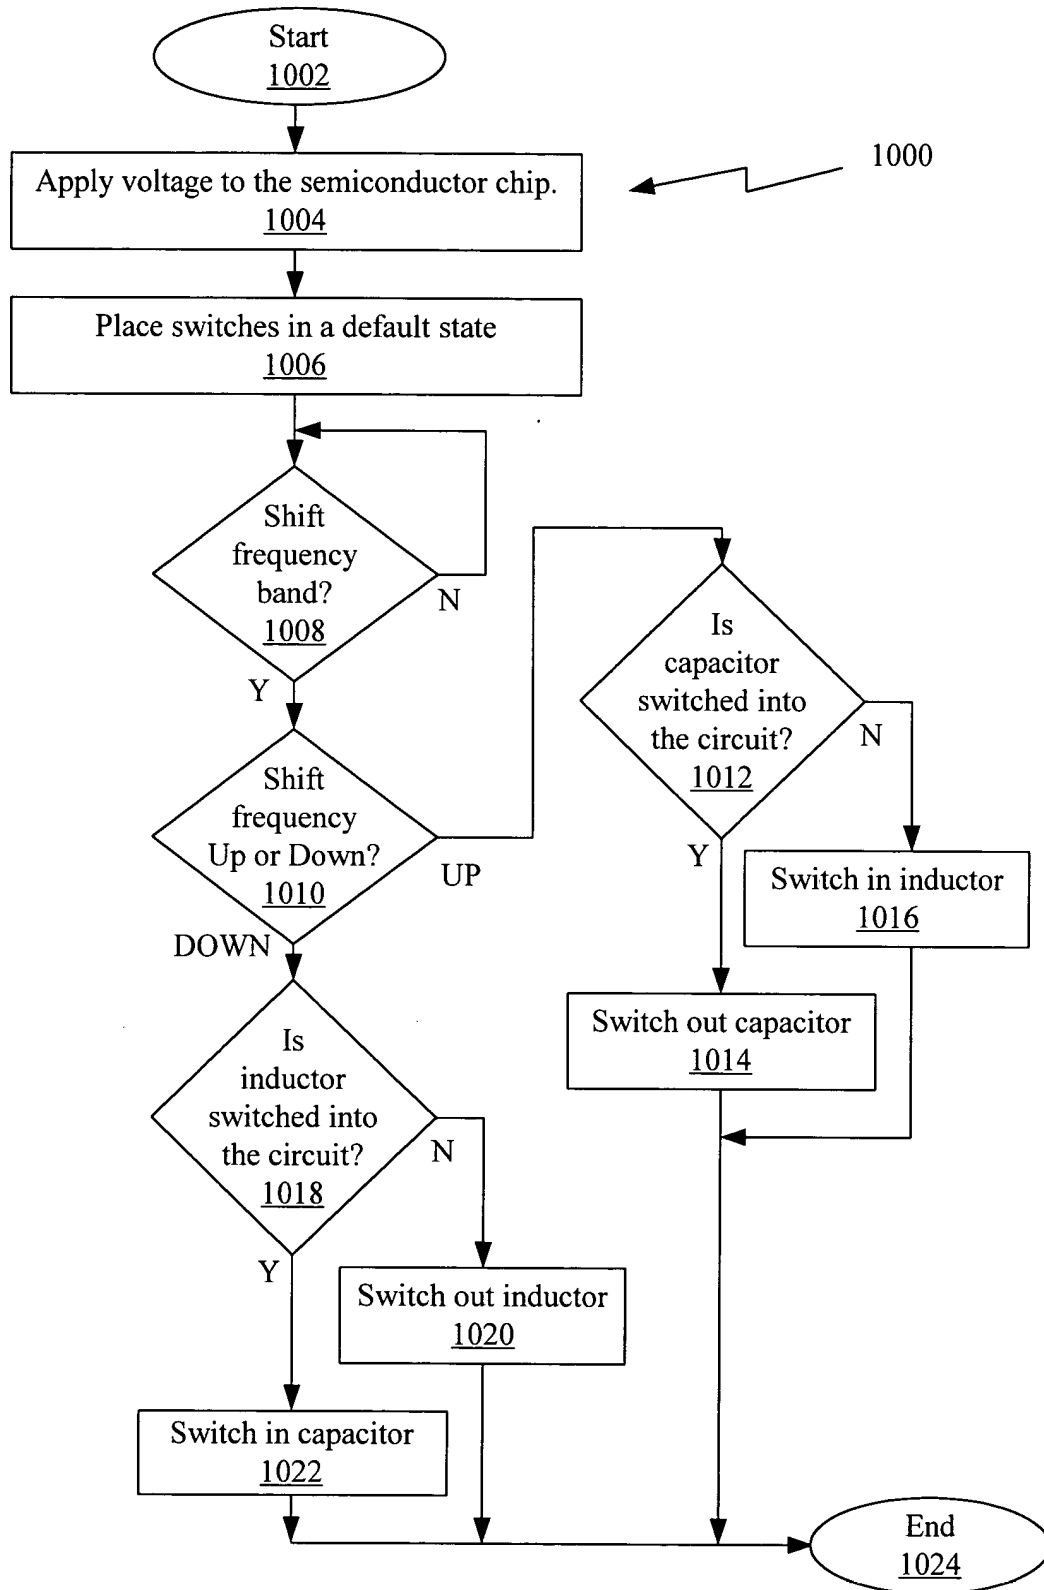 Start
1002
Apply voltage to the semiconductor chip.
1004
1000
Place switches in a default state
1006
Shift
frequency
band?
1008
N
Y
Shift
frequency
Up or Down?
1010
UP
DOWN
Is
capacitor
switched into
the circuit?
1012
N
Y
Switch in inductor
1016
Switch out capacitor
1014
Is
inductor
switched into
the circuit?
1018
N
Y
Switch out inductor
1020
Switch in capacitor
1022
End
1024